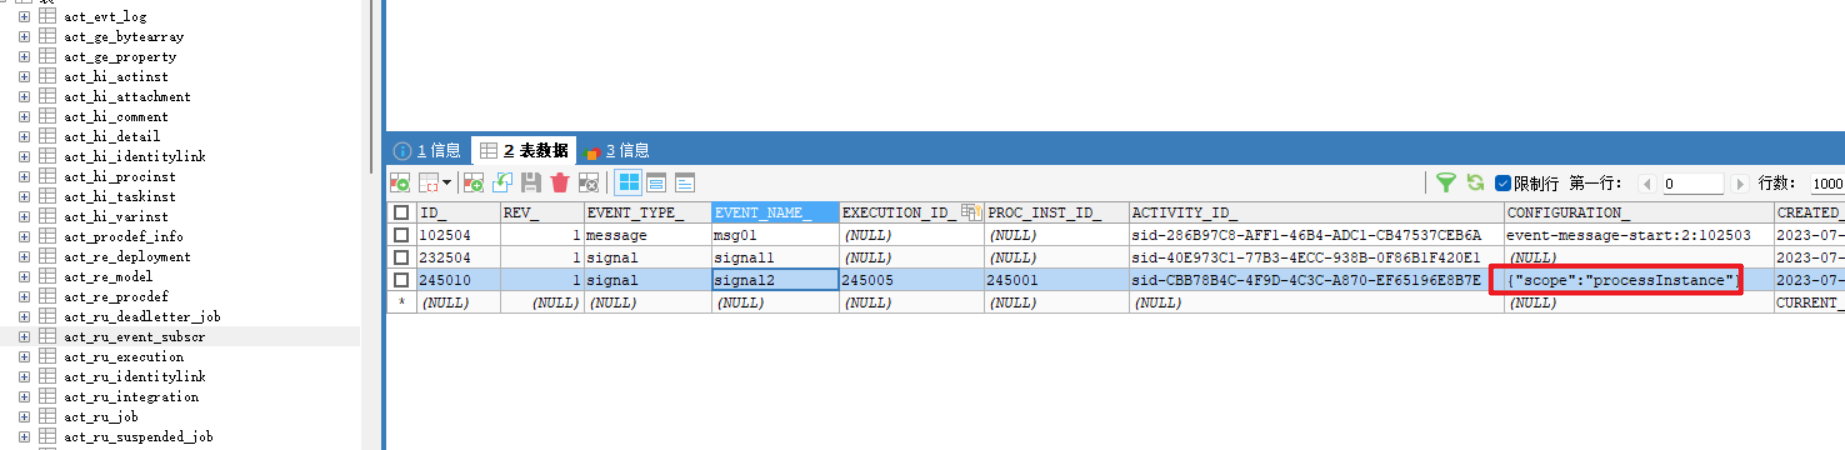 表
act_evt_log
act_ge_bytearray
act_ge_property
act_hi_actinst
act_hi_attachment
act_hi_comment
act_hi_detail
act_hi_identitylink
act_hi_procinst
act_hi_taskinst
act_hi_varinst
act_procdef_info
act_re_deployment
act_re_model
act_re_procdef
act_ru_deadletter_job
act_ru_event_subscr
act_ru_execution
act_ru_identitylink
act_ru_integration
act_ru_job
act_ru_suspended_job
1 信息 2 表数据 3 信息
限制行 第一行: 0 行数: 1000
ID_ REV_ EVENT_TYPE_ EVENT_NAME_ EXECUTION_ID_ PROC_INST_ID_ ACTIVITY_ID_ CONFIGURATION_ CREATED_
102504 1 message msg01 (NULL) (NULL) sid-286B97C8-AFF1-46B4-ADC1-CB47537CEB6A event-message-start:2:102503 2023-07-
232504 1 signal signal1 (NULL) (NULL) sid-40E973C1-77B3-4ECC-938B-0F86B1F420E1 (NULL) 2023-07-
245010 1 signal signal2 245005 245001 sid-CBB78B4C-4F9D-4C3C-A870-EF65196E8B7E {"scope":"processInstance"} 2023-07-
* (NULL) (NULL) (NULL) (NULL) (NULL) (NULL) (NULL) (NULL) CURRENT_